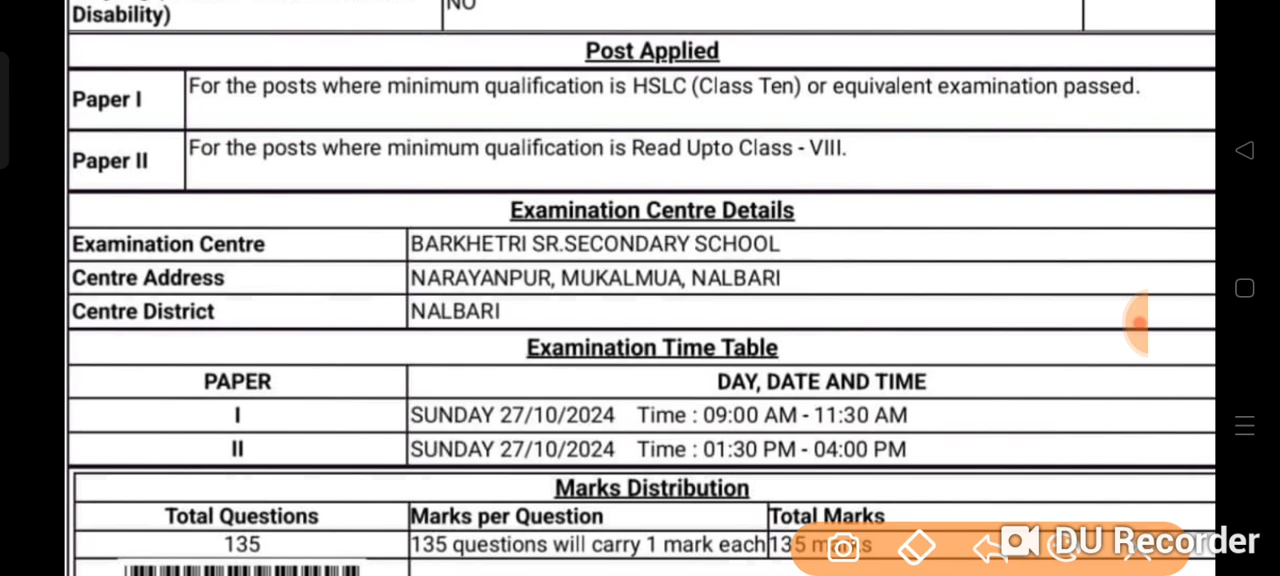 Disability)
NO
Post Applied
Paper I For the posts where minimum qualification is HSLC (Class Ten) or equivalent examination passed.
Paper II For the posts where minimum qualification is Read Upto Class - VIII.
Examination Centre Details
Examination Centre BARKHETRI SR.SECONDARY SCHOOL
Centre Address NARAYANPUR, MUKALMUA, NALBARI
Centre District NALBARI
Examination Time Table
PAPER DAY, DATE AND TIME
I SUNDAY 27/10/2024 Time : 09:00 AM - 11:30 AM
II SUNDAY 27/10/2024 Time : 01:30 PM - 04:00 PM
Marks Distribution
Total Questions Marks per Question Total Marks
135 135 questions will carry 1 mark each 135 marks
DU Recorder